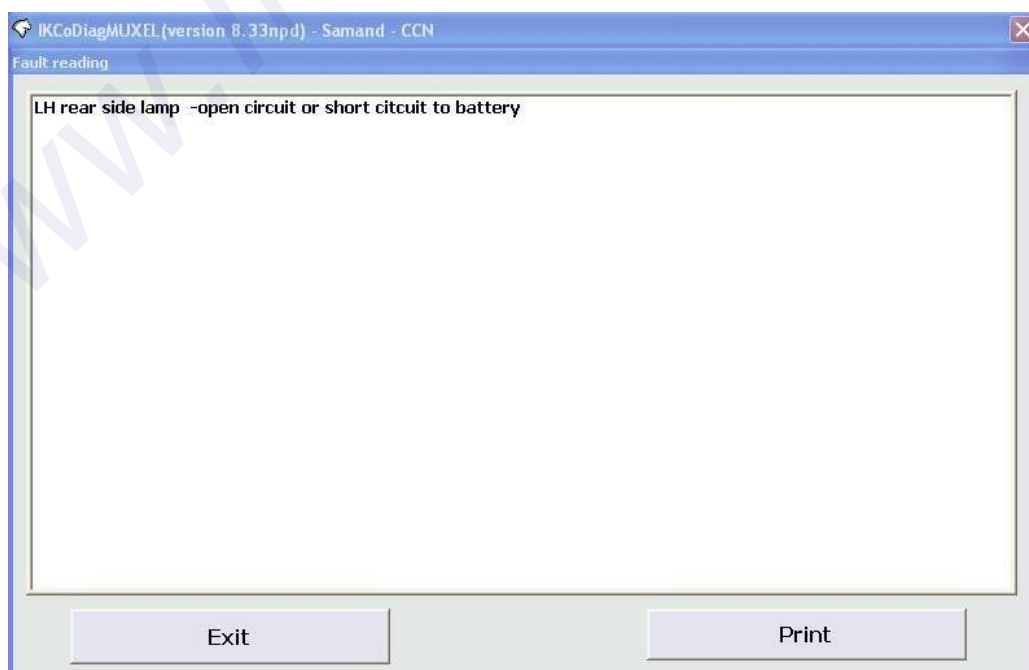 IKCoDiagMUXEL(version 8.33npd) - Samand - CCN
Fault reading
LH rear side lamp -open circuit or short citcuit to battery
Exit
Print